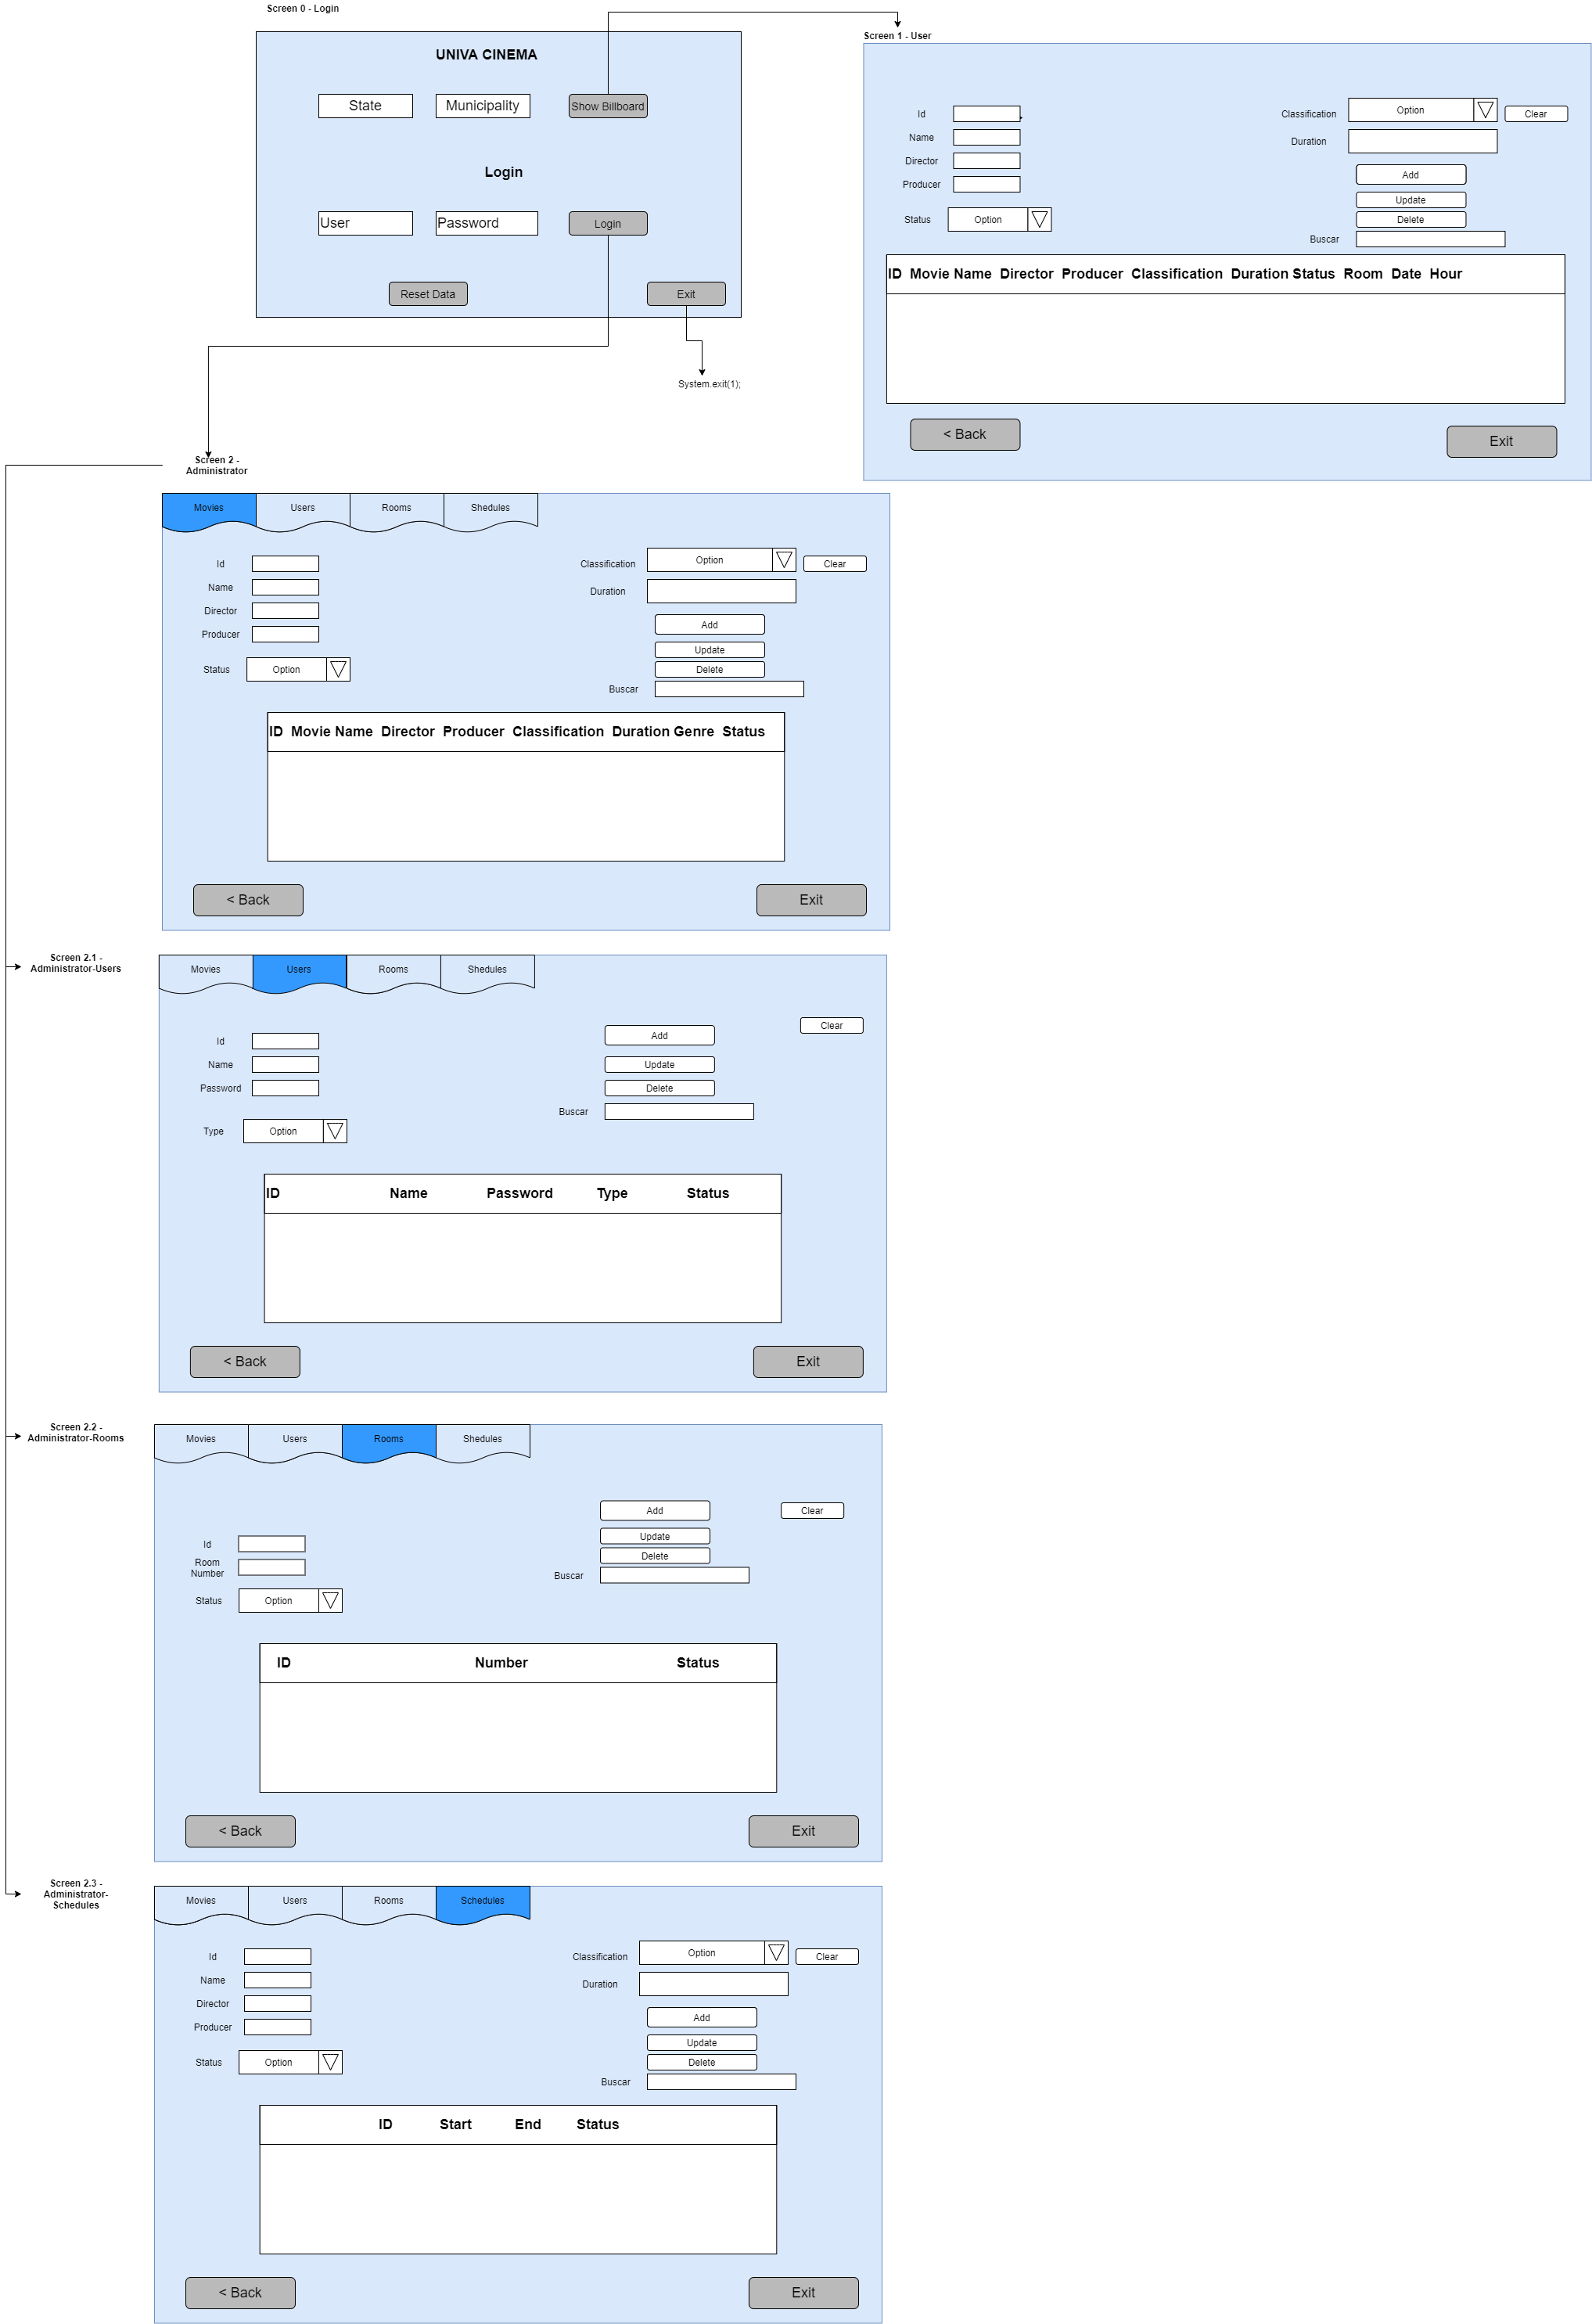 Screen 0 - Login
UNIVA CINEMA
State
Municipality
Show Billboard
Login
User
Password
Login
Reset Data
Exit
System.exit(1);
Screen 1 - User
Id
Name
Director
Producer
Status
Option
Classification
Option
Clear
Duration
Add
Update
Delete
Buscar
ID Movie Name Director Producer Classification Duration Status Room Date Hour
< Back
Exit
Screen 2 -
Administrator
Movies
Users
Rooms
Shedules
Id
Name
Director
Producer
Status
Option
Classification
Option
Clear
Duration
Add
Update
Delete
Buscar
ID Movie Name Director Producer Classification Duration Genre Status
< Back
Exit
Screen 2.1 -
Administrator-Users
Movies
Users
Rooms
Shedules
Id
Name
Password
Type
Option
Add
Clear
Update
Delete
Buscar
ID Name Password Type Status
< Back
Exit
Screen 2.2 -
Administrator-Rooms
Movies
Users
Rooms
Shedules
Id
Room
Number
Status
Option
Add
Clear
Update
Delete
Buscar
ID Number Status
< Back
Exit
Screen 2.3 -
Administrator-
Schedules
Movies
Users
Rooms
Schedules
Id
Name
Director
Producer
Status
Option
Classification
Option
Clear
Duration
Add
Update
Delete
Buscar
ID Start End Status
< Back
Exit